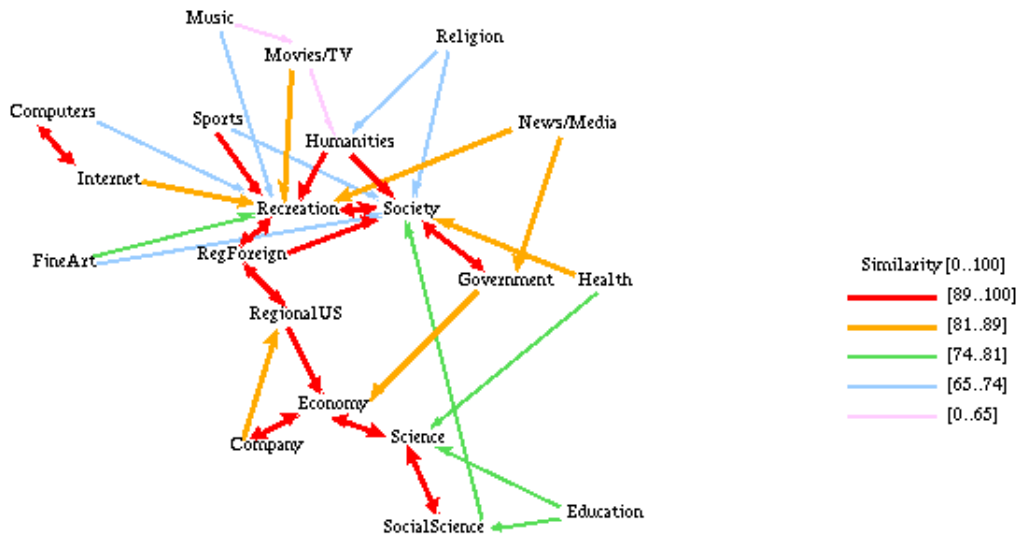 Music
Religion
Movies/TV
Computers
Sports
News/Media
Humanities
Internet
Recreation
Society
RegForeign
FineArt
Government
Health
Similarity [0..100]
[89..100]
RegionalUS
[81..89]
[74..81]
[65..74]
Economy
[0..65]
Science
Company
Education
SocialScience